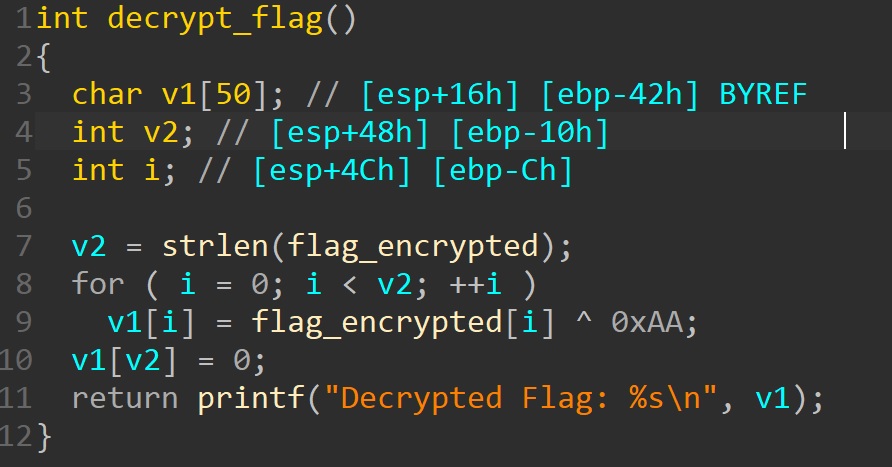 1int decrypt_flag()
2{
3  char v1[50]; // [esp+16h] [ebp-42h] BYREF
4  int v2; // [esp+48h] [ebp-10h]
5  int i; // [esp+4Ch] [ebp-Ch]
6
7  v2 = strlen(flag_encrypted);
8  for ( i = 0; i < v2; ++i )
9    v1[i] = flag_encrypted[i] ^ 0xAA;
10  v1[v2] = 0;
11  return printf("Decrypted Flag: %s\n", v1);
12}